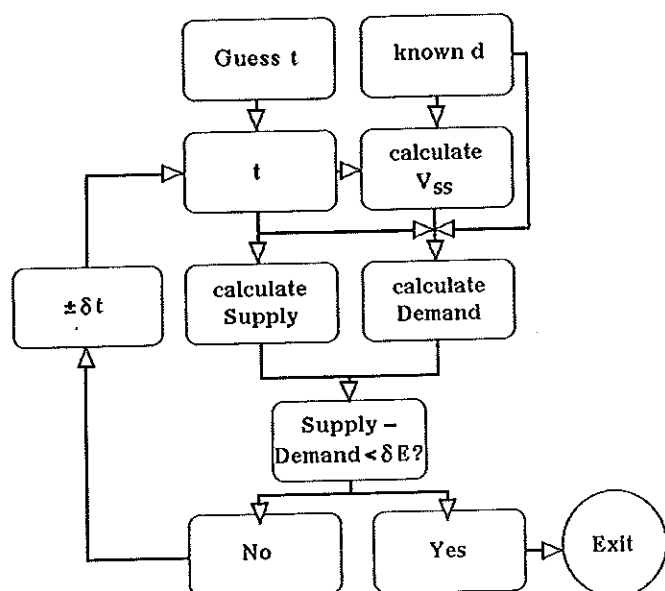 Guess t
known d
t
calculate
V_ss
±δt
calculate
Supply
calculate
Demand
Supply –
Demand < δE?
No
Yes
Exit